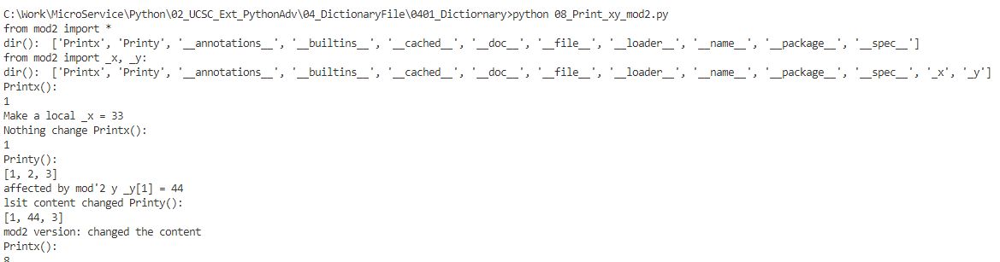 C:\Work\MicroService\Python\02_UCSC_Ext_PythonAdv\04_DictionaryFile\0401_Dictiornary>python 08_Print_xy_mod2.py
from mod2 import *
dir():  ['Printx', 'Printy', '__annotations__', '__builtins__', '__cached__', '__doc__', '__file__', '__loader__', '__name__', '__package__', '__spec__']
from mod2 import _x, _y:
dir():  ['Printx', 'Printy', '__annotations__', '__builtins__', '__cached__', '__doc__', '__file__', '__loader__', '__name__', '__package__', '__spec__', '_x', '_y']
Printx():
1
Make a local _x = 33
Nothing change Printx():
1
Printy():
[1, 2, 3]
affected by mod'2 y _y[1] = 44
lsit content changed Printy():
[1, 44, 3]
mod2 version: changed the content
Printx():
8